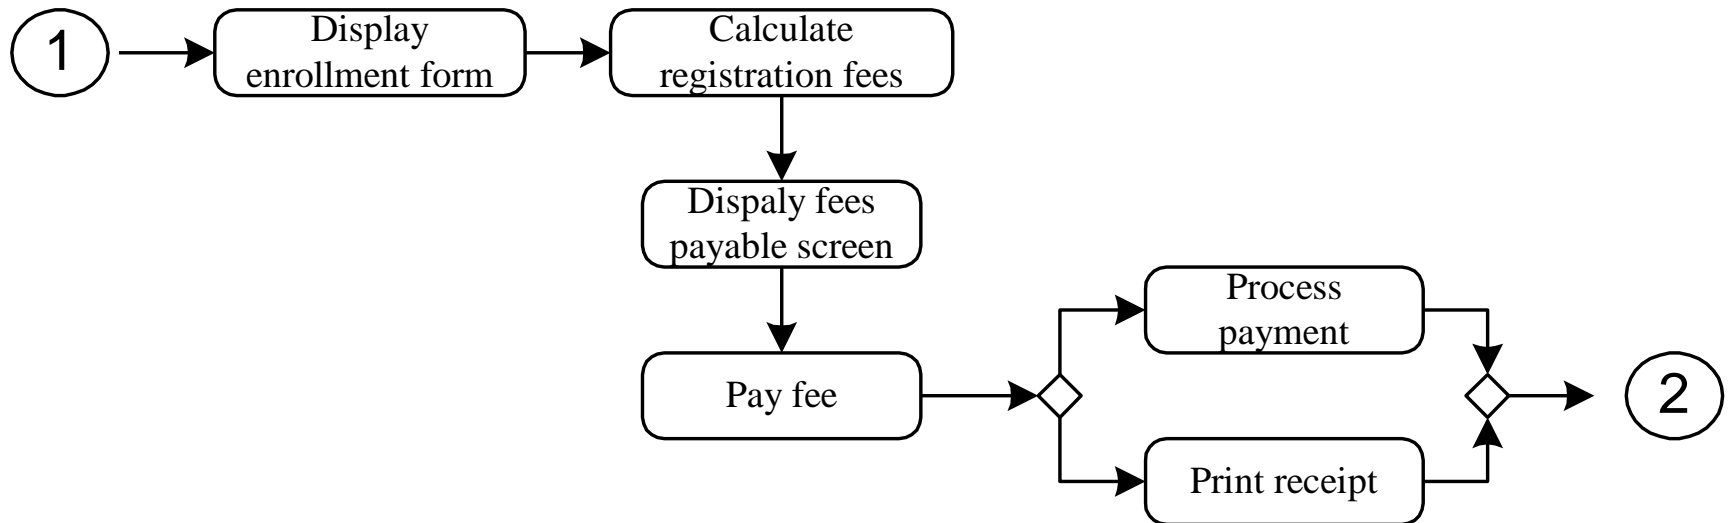 1
Display
enrollment form
Calculate
registration fees
Dispaly fees
payable screen
Pay fee
Process
payment
Print receipt
2